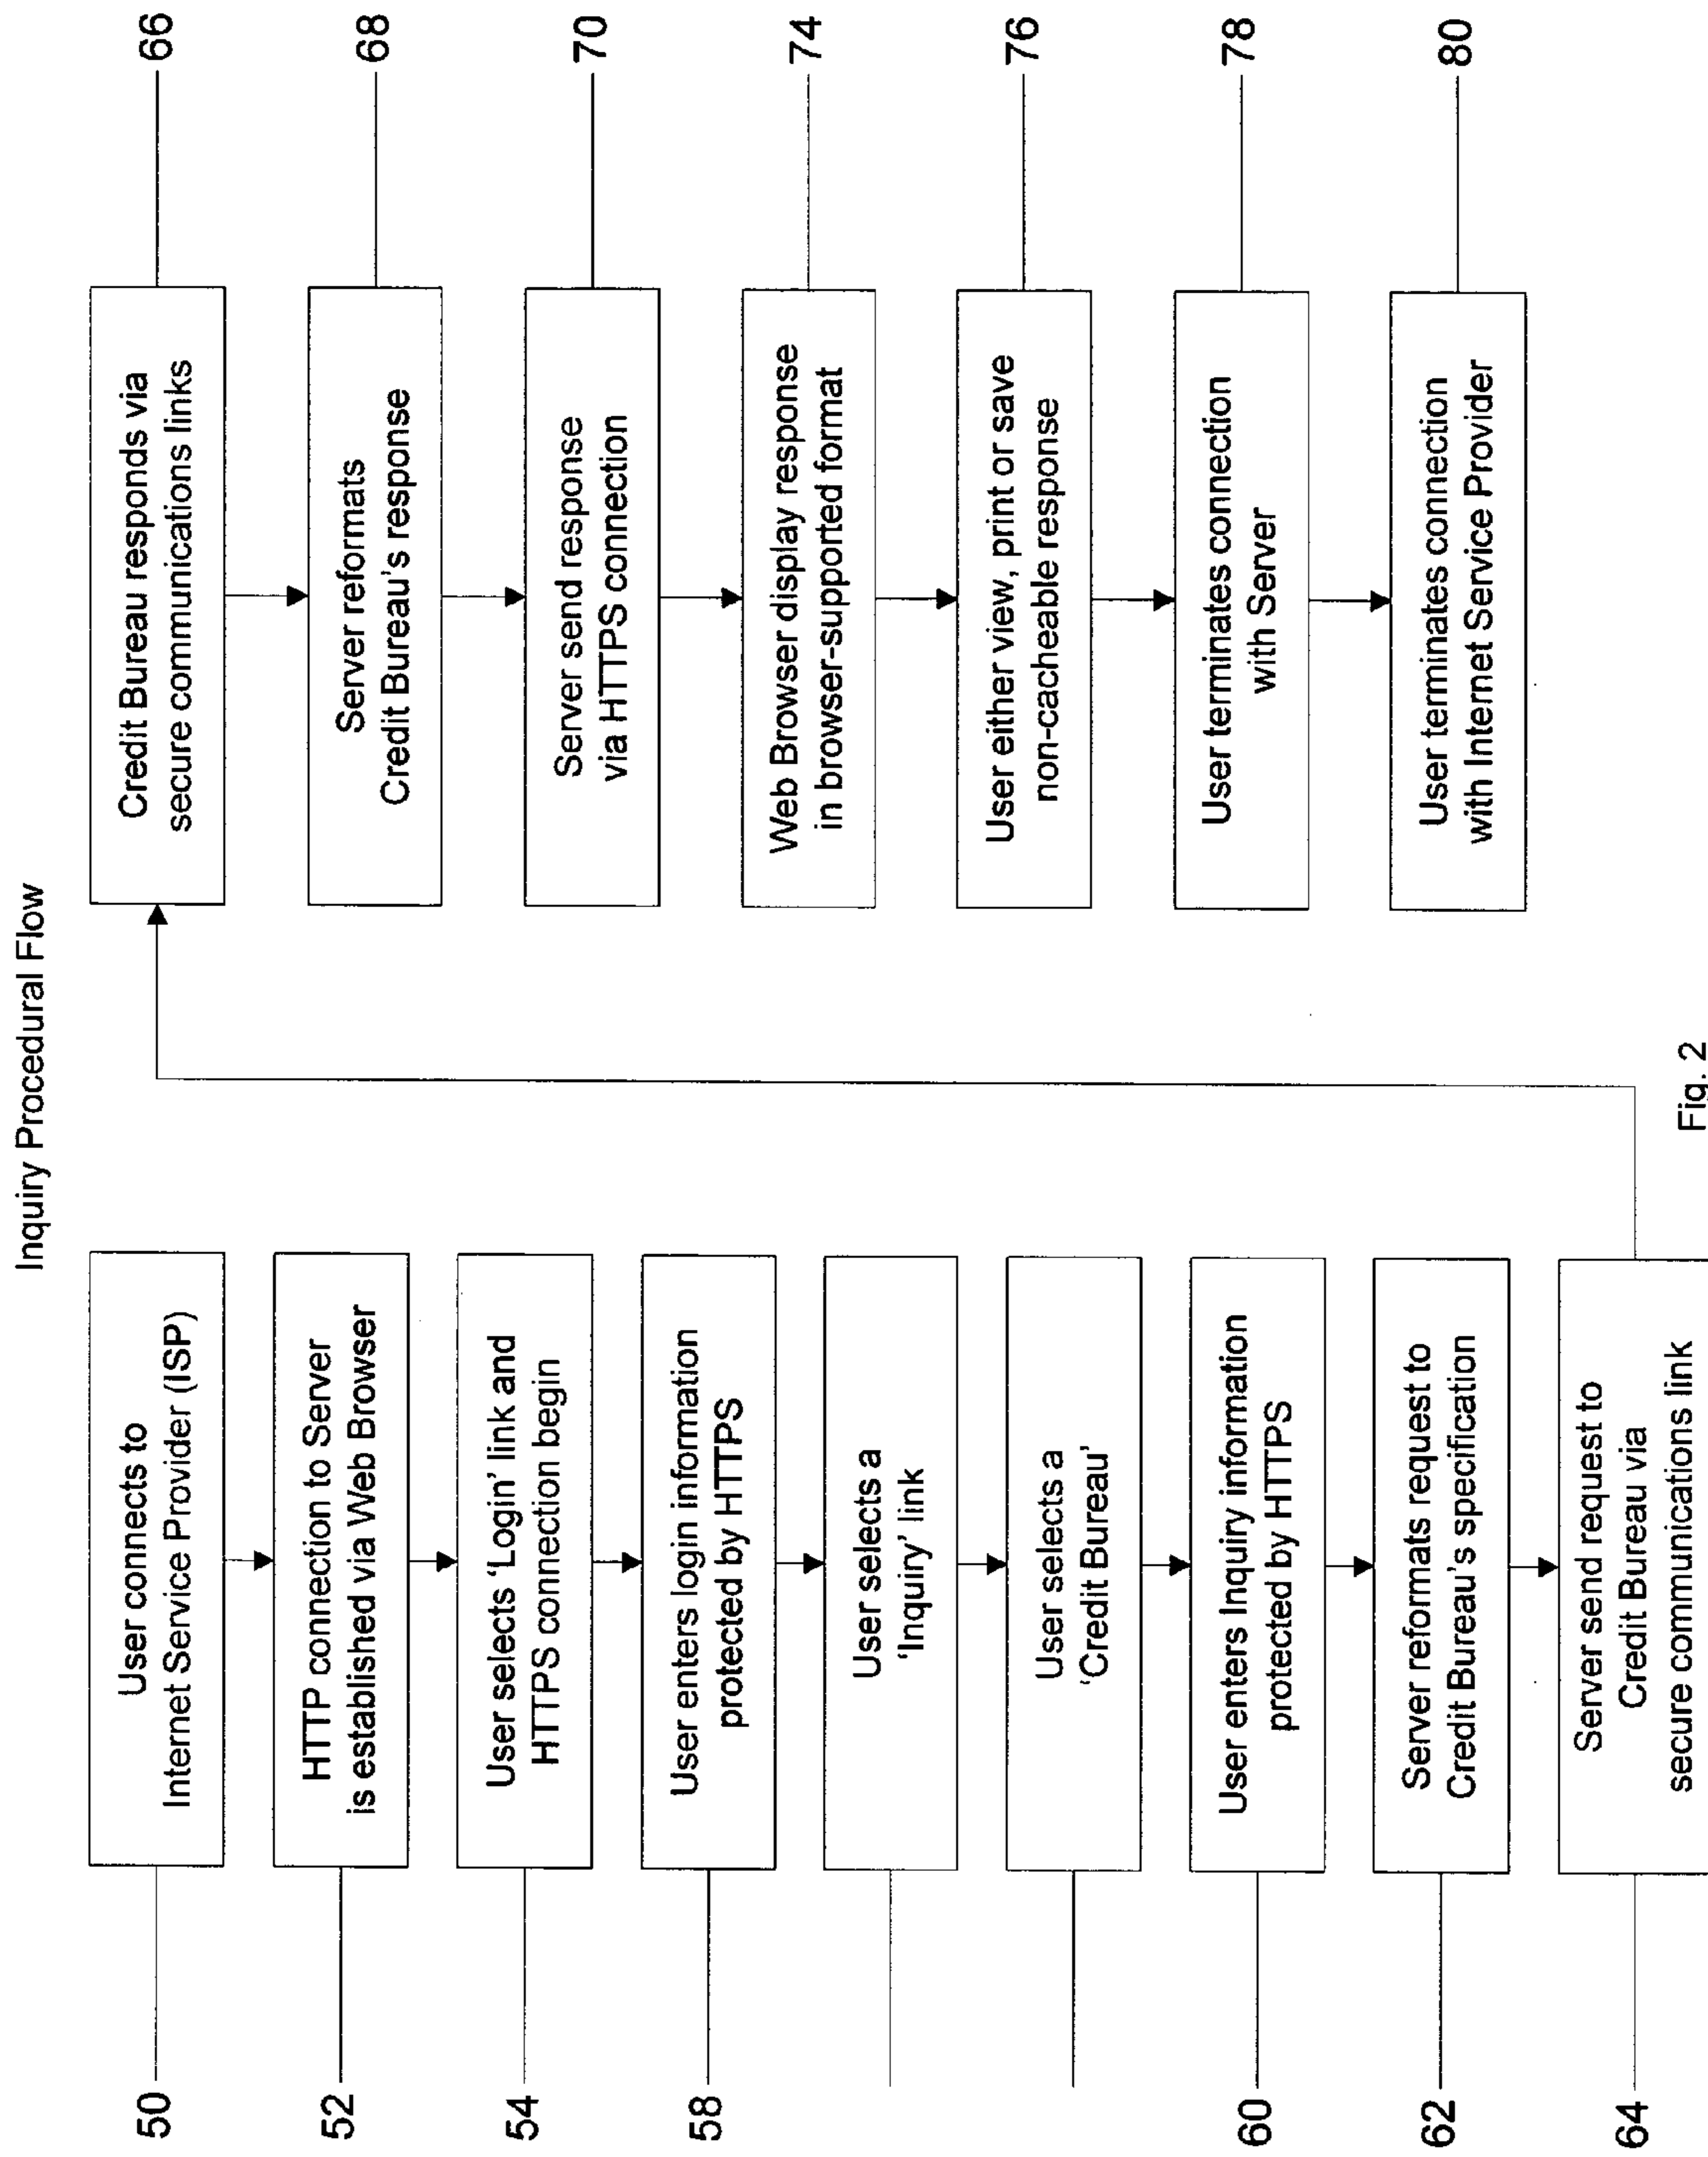 Inquiry Procedural Flow
50
User connects to
Internet Service Provider (ISP)
52
HTTP connection to Server
is established via Web Browser
54
User selects ‘Login’ link and
HTTPS connection begin
58
User enters login information
protected by HTTPS
User selects a
‘Inquiry’ link
User selects a
‘Credit Bureau’
60
User enters Inquiry information
protected by HTTPS
62
Server reformats request to
Credit Bureau’s specification
64
Server send request to
Credit Bureau via
secure communications link
Credit Bureau responds via
secure communications links
66
Server reformats
Credit Bureau’s response
68
Server send response
via HTTPS connection
70
Web Browser display response
in browser-supported format
74
User either view, print or save
non-cacheable response
76
User terminates connection
with Server
78
User terminates connection
with Internet Service Provider
80
Fig. 2